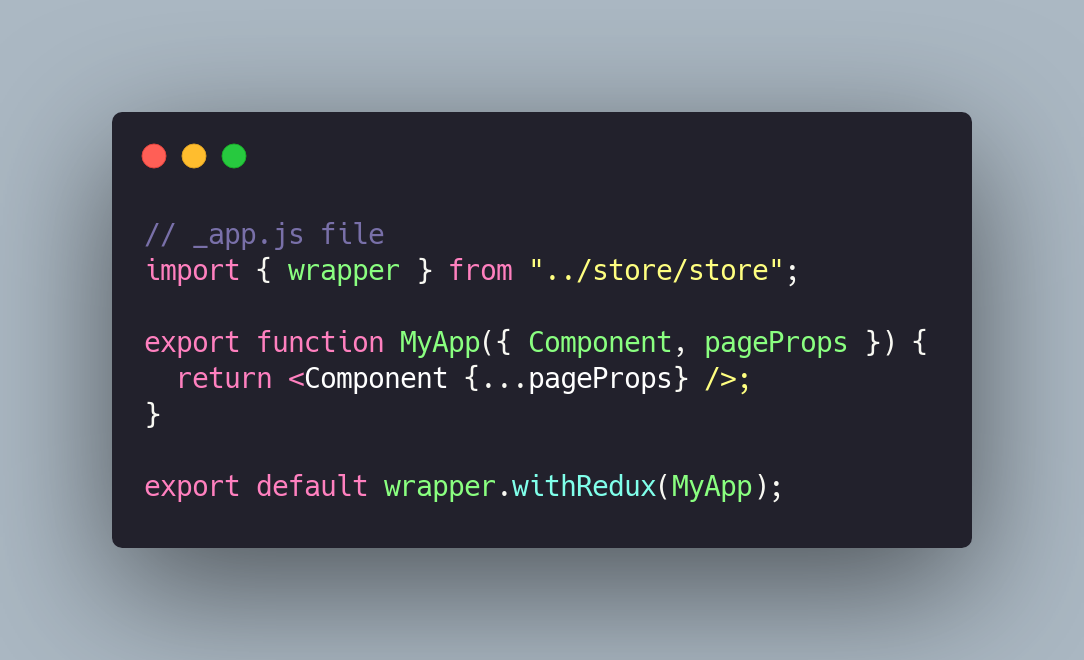 // _app.js file
import { wrapper } from "../store/store";
export function MyApp({ Component, pageProps }) {
return <Component {...pageProps} />;
}
export default wrapper.withRedux(MyApp);